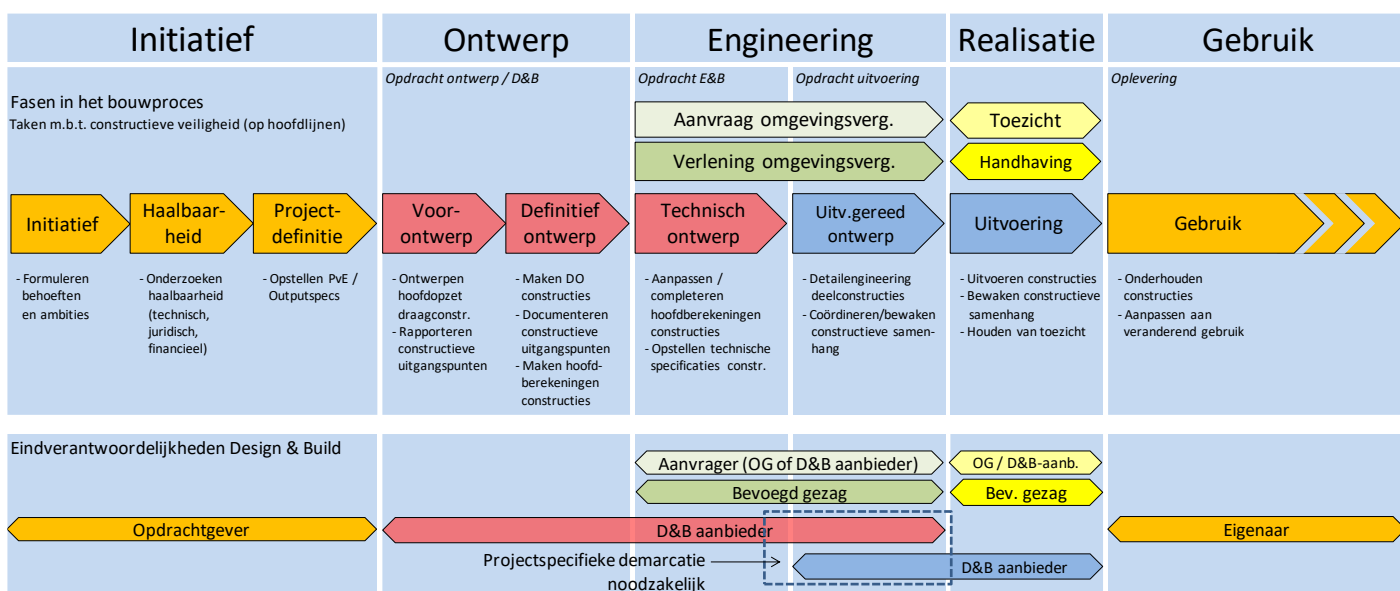 Initiatief
Ontwerp
Engineering
Realisatie
Gebruik
Opdracht ontwerp / D&B
Opdracht E&B
Opdracht uitvoering
Oplevering
Fasen in het bouwproces
Taken m.b.t. constructieve veiligheid (op hoofdlijnen)
Aanvraag omgevingsverg.
Toezicht
Verlening omgevingsverg.
Handhaving
Initiatief
Haalbaar-
heid
Project-
definitie
Voor-
ontwerp
Definitief
ontwerp
Technisch
ontwerp
Uitv.gereed
ontwerp
Uitvoering
Gebruik
- Formuleren
behoeften
en ambities
- Onderzoeken
haalbaarheid
(technisch,
juridisch,
financieel)
- Opstellen PvE /
Outputspecs
- Ontwerpen
hoofdopzet
draagconstr.
- Rapporteren
constructieve
uitgangspunten
- Maken DO
constructies
- Documenteren
constructieve
uitgangspunten
- Maken hoofd-
berekeningen
constructies
- Aanpassen /
completeren
hoofdberekeningen
constructies
- Opstellen technische
specificaties constr.
- Detailengineering
deelconstructies
- Coördineren/bewaken
constructieve samen-
hang
- Uitvoeren constructies
- Bewaken constructieve
samenhang
- Houden van toezicht
- Onderhouden
constructies
- Aanpassen aan
veranderend gebruik
Eindverantwoordelijkheden Design & Build
Aanvrager (OG of D&B aanbieder)
OG / D&B-aanb.
Bevoegd gezag
Bev. gezag
Opdrachtgever
D&B aanbieder
Eigenaar
Projectspecifieke demarcatie
noodzakelijk
D&B aanbieder